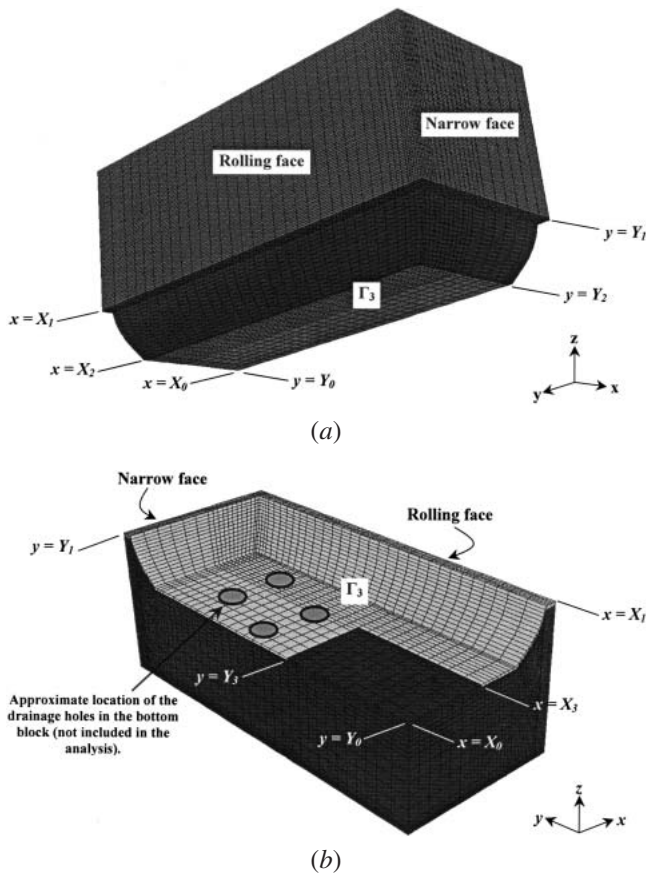 Rolling face
Narrow face
y = Y1
Γ3
y = Y2
x = X1
x = X2
x = X0
y = Y0
z
y
x
(a)
Narrow face
Rolling face
y = Y1
Γ3
x = X1
y = Y3
x = X3
Approximate location of the
drainage holes in the bottom
block (not included in the
analysis).
y = Y0
x = X0
z
y
x
(b)